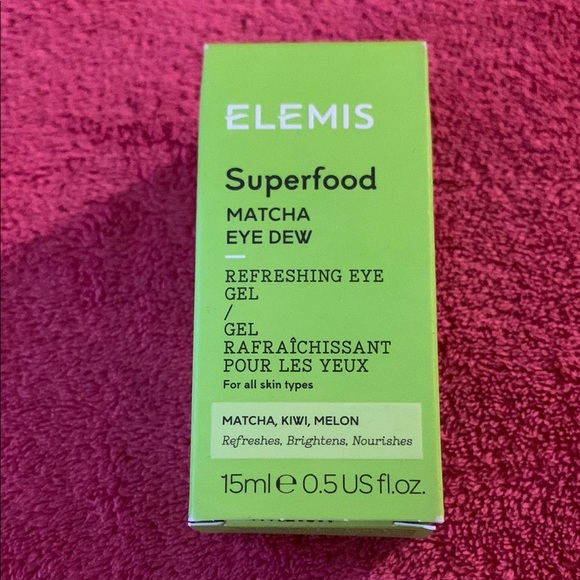 ELEMIS
Superfood
MATCHA
EYE DEW
REFRESHING EYE
GEL
/
GEL
RAFRAÎCHISSANT
POUR LES YEUX
For all skin types
MATCHA, KIWI, MELON
Refreshes, Brightens, Nourishes
15ml ℮ 0.5 US fl.oz.